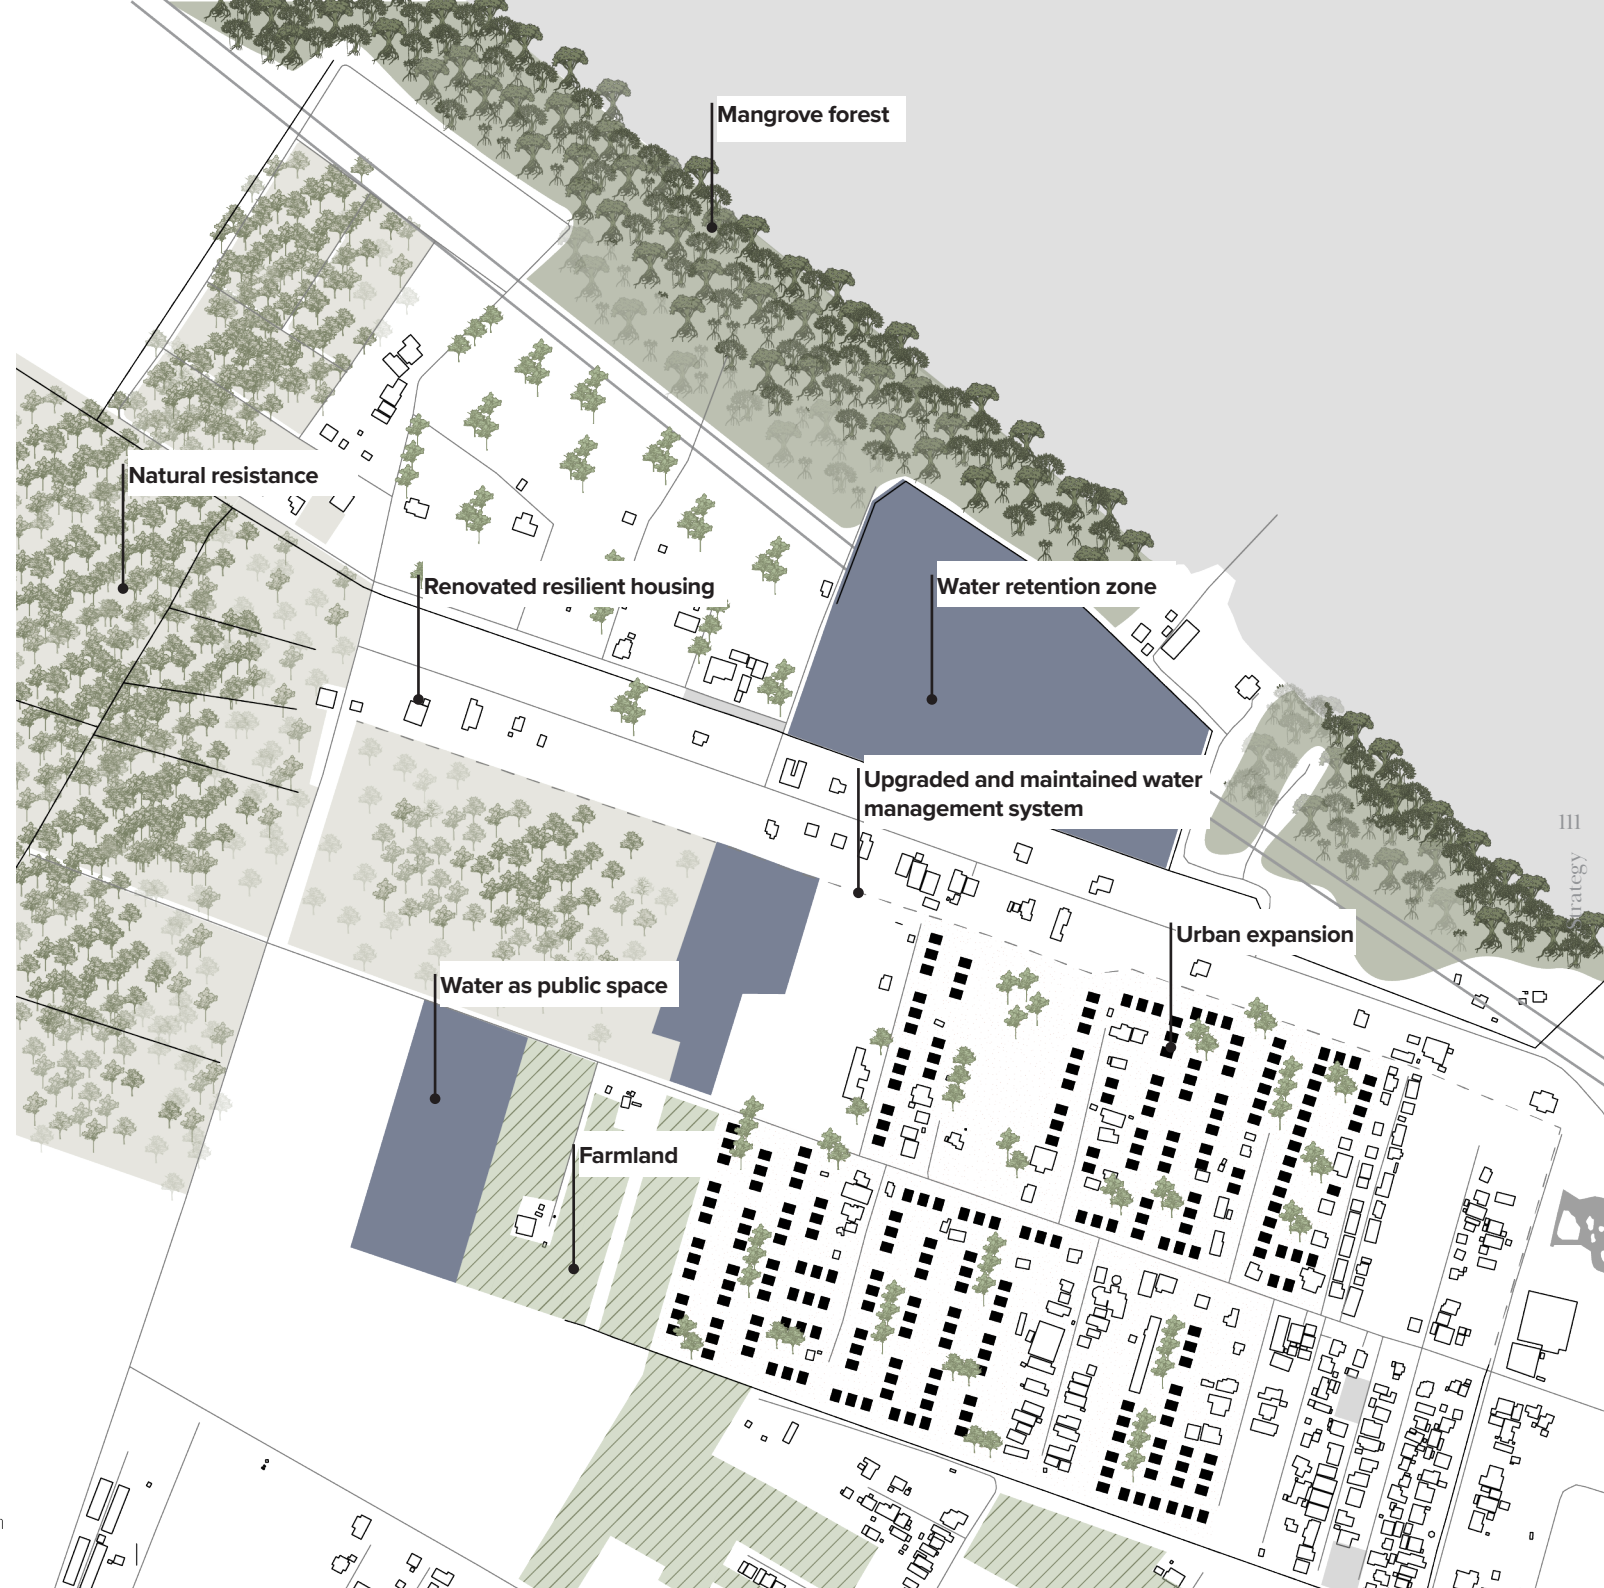 Mangrove forest
Natural resistance
Renovated resilient housing
Water retention zone
Upgraded and maintained water
management system
111
Strategy
Urban expansion
Water as public space
Farmland